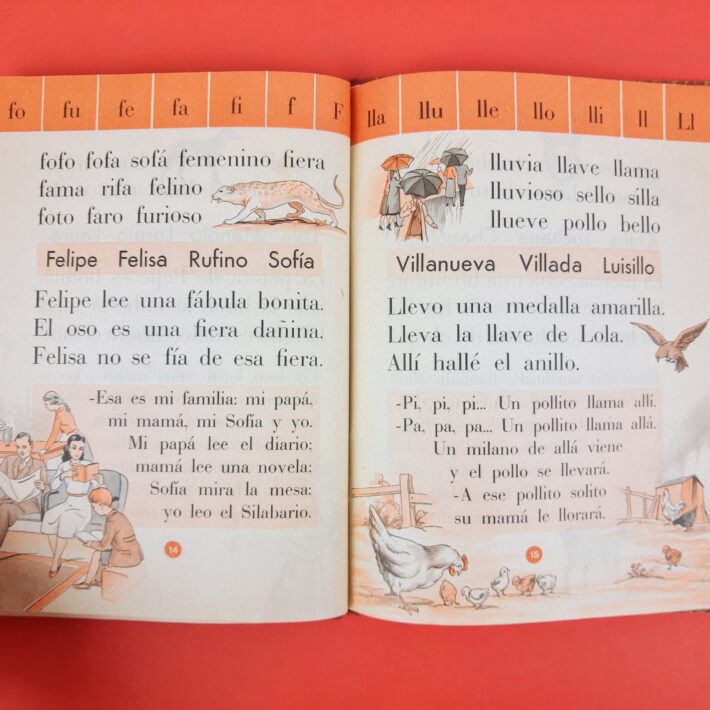 fo fu fe fa fi f F
fofo fofa sofá femenino fiera
fama rifa felino
foto faro furioso
Felipe Felisa Rufino Sofía
Felipe lee una fábula bonita.
El oso es una fiera dañina.
Felisa no se fía de esa fiera.
-Esa es mi familia: mi papá,
mi mamá, mi Sofía y yo.
Mi papá lee el diario;
mamá lee una novela;
Sofía mira la mesa;
yo leo el Silabario.
14
lla llu lle llo lli ll Ll
lluvia llave llama
lluvioso sello silla
llueve pollo bello
Villanueva Villada Luisillo
Llevo una medalla amarilla.
Lleva la llave de Lola.
Allí hallé el anillo.
-Pi, pi, pi... Un pollito llama allí.
-Pa, pa, pa... Un pollito llama allá.
Un milano de allá viene
y el pollo se llevará.
-A ese pollito solito
su mamá le llorará.
15